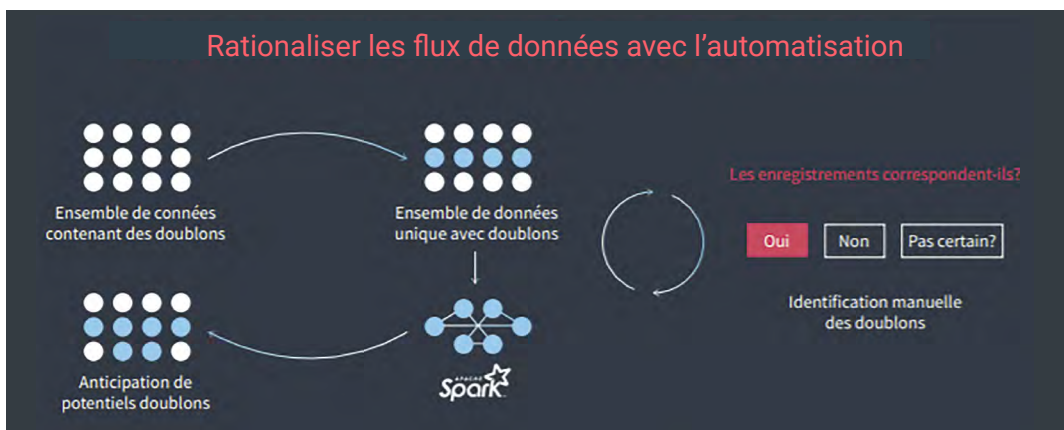 Rationaliser les flux de données avec l’automatisation
Ensemble de connées
contenant des doublons
Ensemble de données
unique avec doublons
Les enregistrements correspondent-ils?
Oui
Non
Pas certain?
Identification manuelle
des doublons
Anticipation de
potentiels doublons
APACHE
Spark